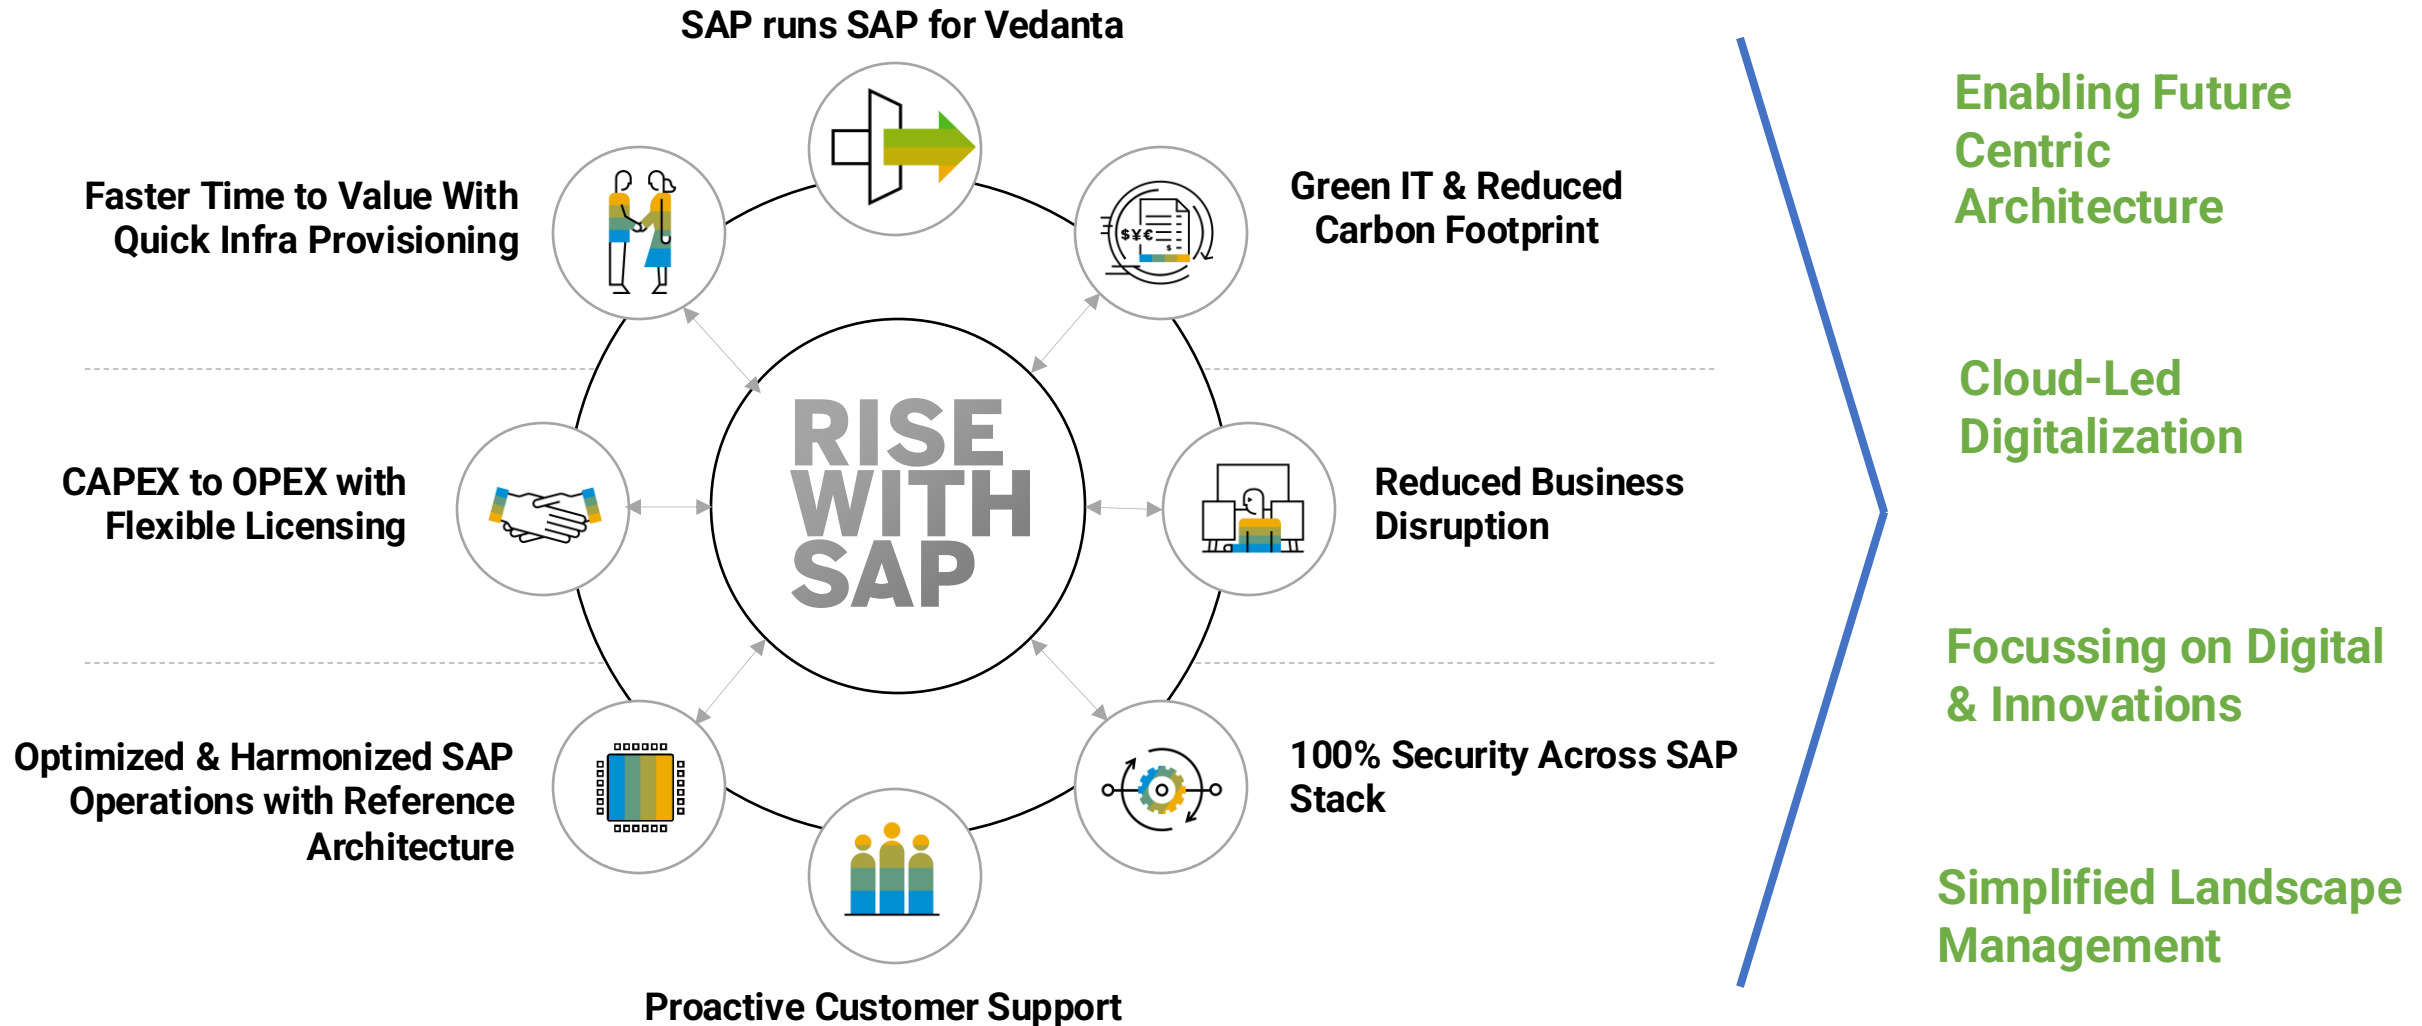 SAP runs SAP for Vedanta
Faster Time to Value With
Quick Infra Provisioning
Green IT & Reduced
Carbon Footprint
$¥€
$
CAPEX to OPEX with
Flexible Licensing
RISE
WITH
SAP
Reduced Business
Disruption
Optimized & Harmonized SAP
Operations with Reference
Architecture
100% Security Across SAP
Stack
Proactive Customer Support
Enabling Future
Centric
Architecture
Cloud-Led
Digitalization
Focussing on Digital
& Innovations
Simplified Landscape
Management